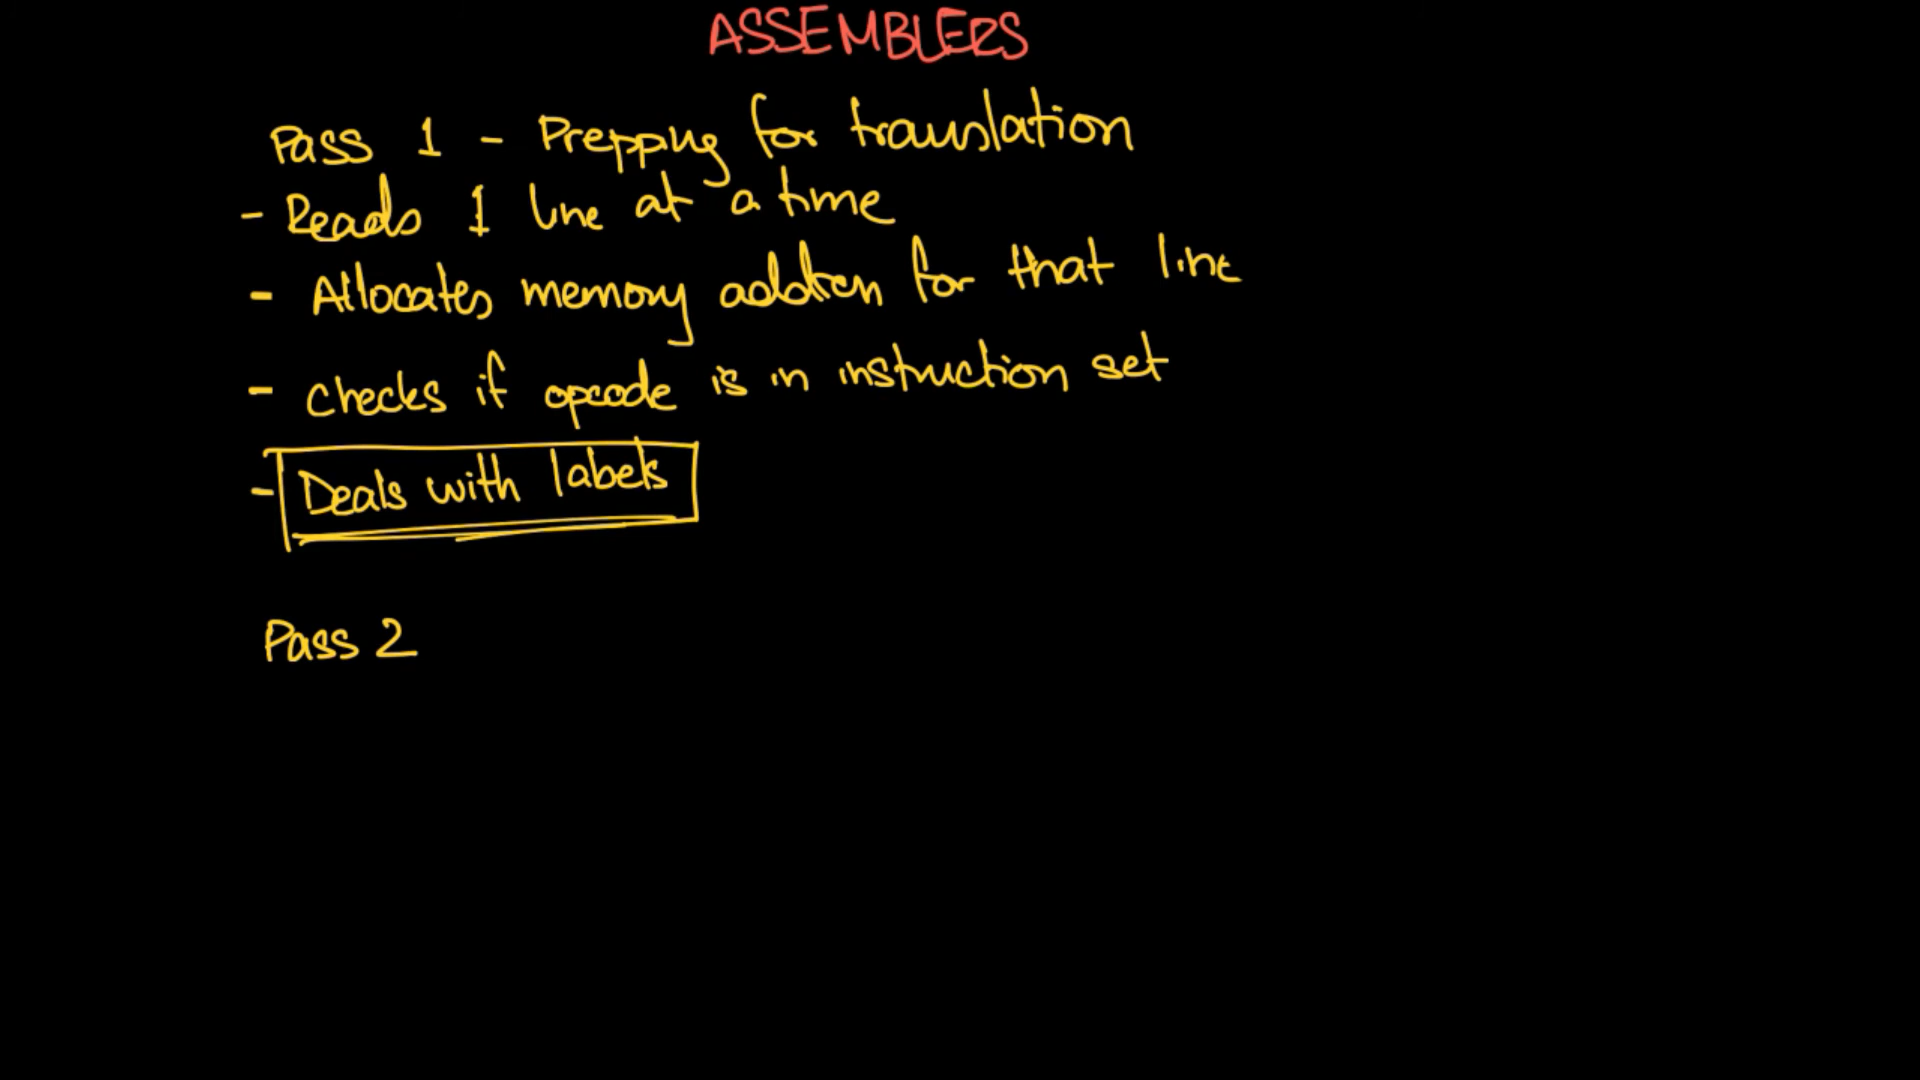 ASSEMBLERS
Pass 1 - Prepping for translation
- Reads 1 line at a time
- Allocates memory address for that line
- Checks if opcode is in instruction set
- Deals with labels
Pass 2